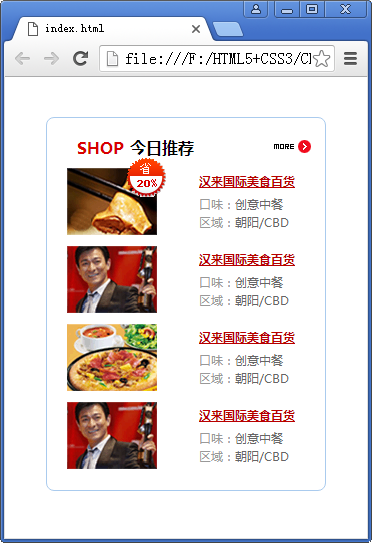 index.html
file:///F:/HTML5+CSS3/C
SHOP 今日推荐
MORE
省
20%
汉来国际美食百货
口味：创意中餐
区域：朝阳/CBD
汉来国际美食百货
口味：创意中餐
区域：朝阳/CBD
汉来国际美食百货
口味：创意中餐
区域：朝阳/CBD
汉来国际美食百货
口味：创意中餐
区域：朝阳/CBD